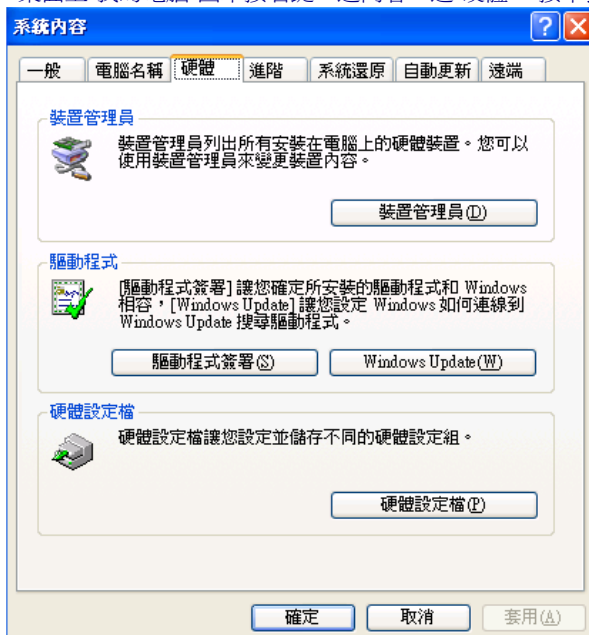 系統內容
一般 電腦名稱 硬體 進階 系統還原 自動更新 遠端
裝置管理員
裝置管理員列出所有安裝在電腦上的硬體裝置。您可以
使用裝置管理員來變更裝置內容。
裝置管理員(D)
驅動程式
[驅動程式簽署] 讓您確定所安裝的驅動程式和 Windows
相容，[Windows Update] 讓您設定 Windows 如何連線到
Windows Update 搜尋驅動程式。
驅動程式簽署(S) Windows Update(W)
硬體設定檔
硬體設定檔讓您設定並儲存不同的硬體設定組。
硬體設定檔(P)
確定 取消 套用(A)